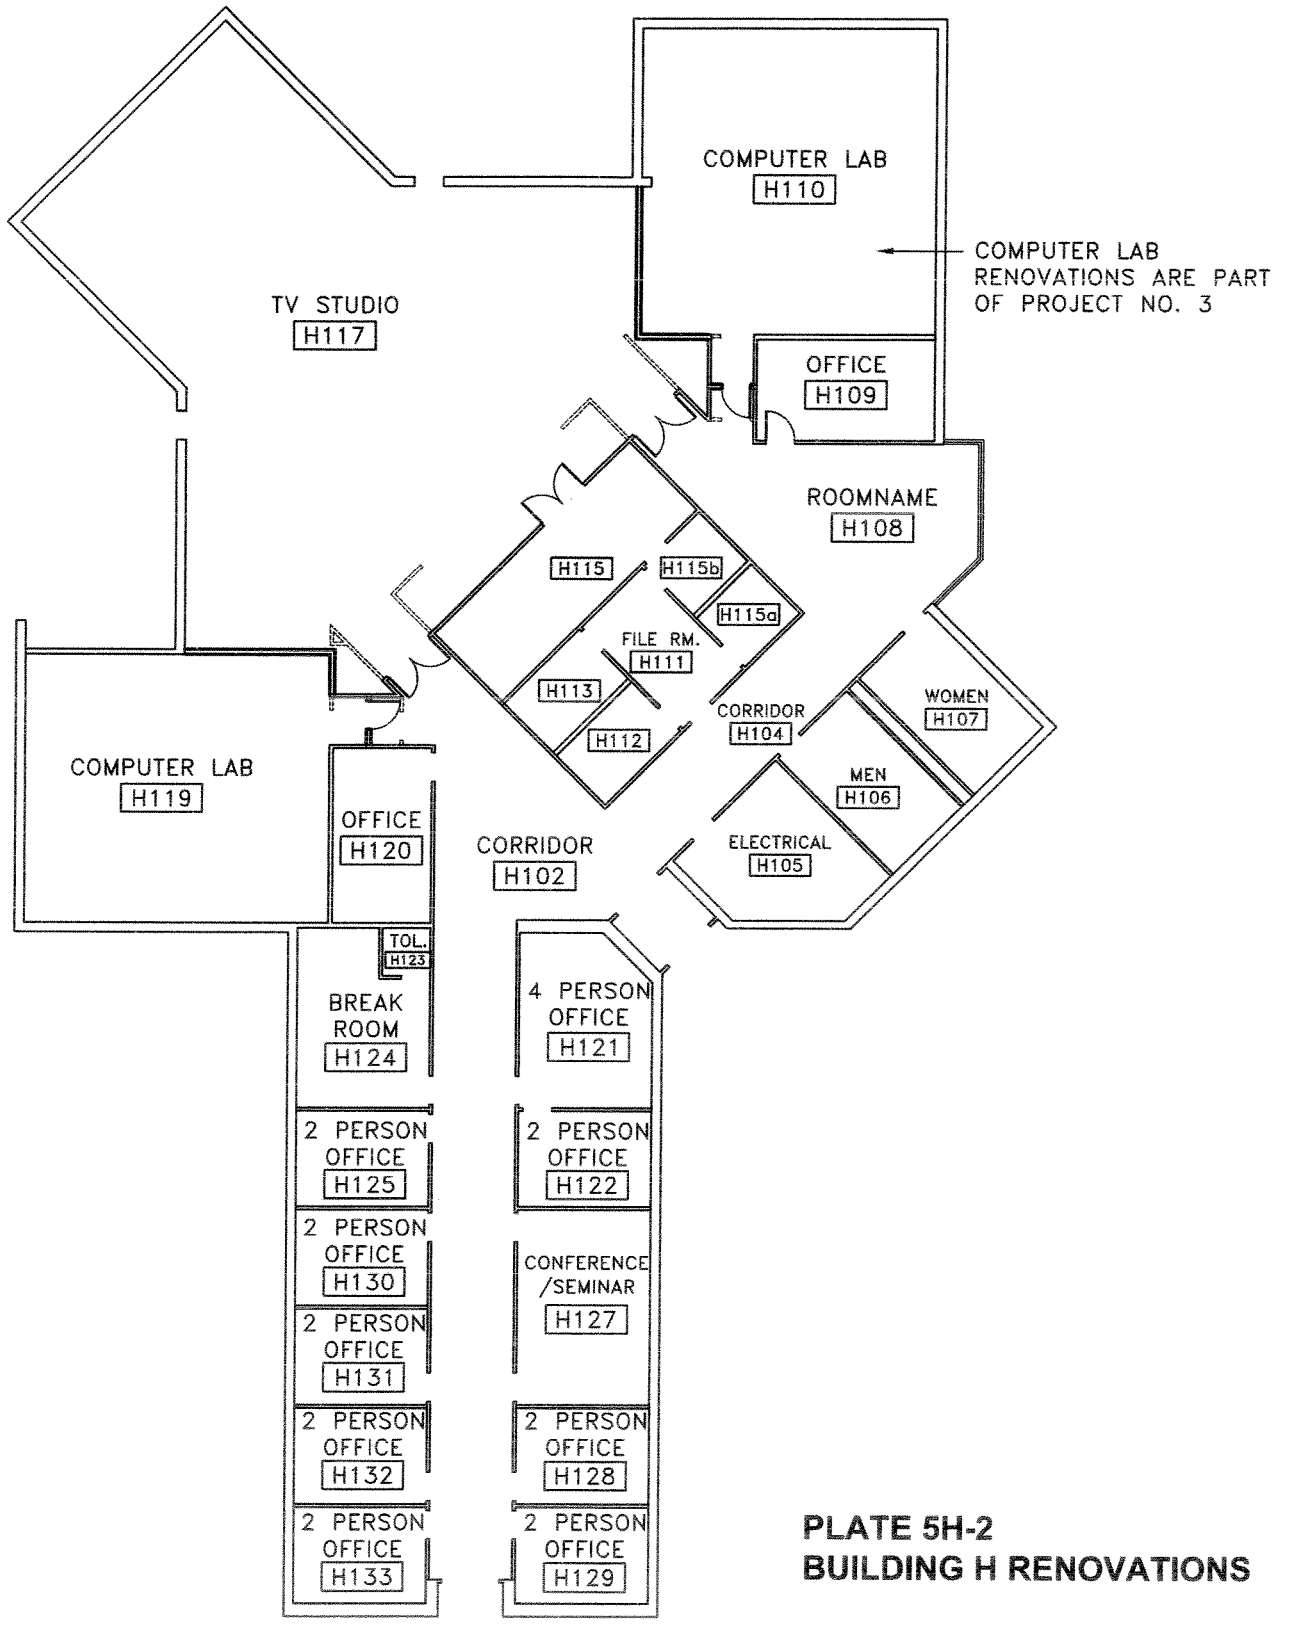 COMPUTER LAB
H110
COMPUTER LAB
RENOVATIONS ARE PART
OF PROJECT NO. 3
TV STUDIO
H117
OFFICE
H109
ROOMNAME
H108
H115
H115b
H115a
FILE RM.
H111
H113
H112
CORRIDOR
H104
WOMEN
H107
MEN
H106
ELECTRICAL
H105
COMPUTER LAB
H119
OFFICE
H120
CORRIDOR
H102
TOL.
H123
BREAK
ROOM
H124
4 PERSON
OFFICE
H121
2 PERSON
OFFICE
H125
2 PERSON
OFFICE
H122
2 PERSON
OFFICE
H130
CONFERENCE
/SEMINAR
H127
2 PERSON
OFFICE
H131
2 PERSON
OFFICE
H132
2 PERSON
OFFICE
H128
2 PERSON
OFFICE
H133
2 PERSON
OFFICE
H129
PLATE 5H-2
BUILDING H RENOVATIONS